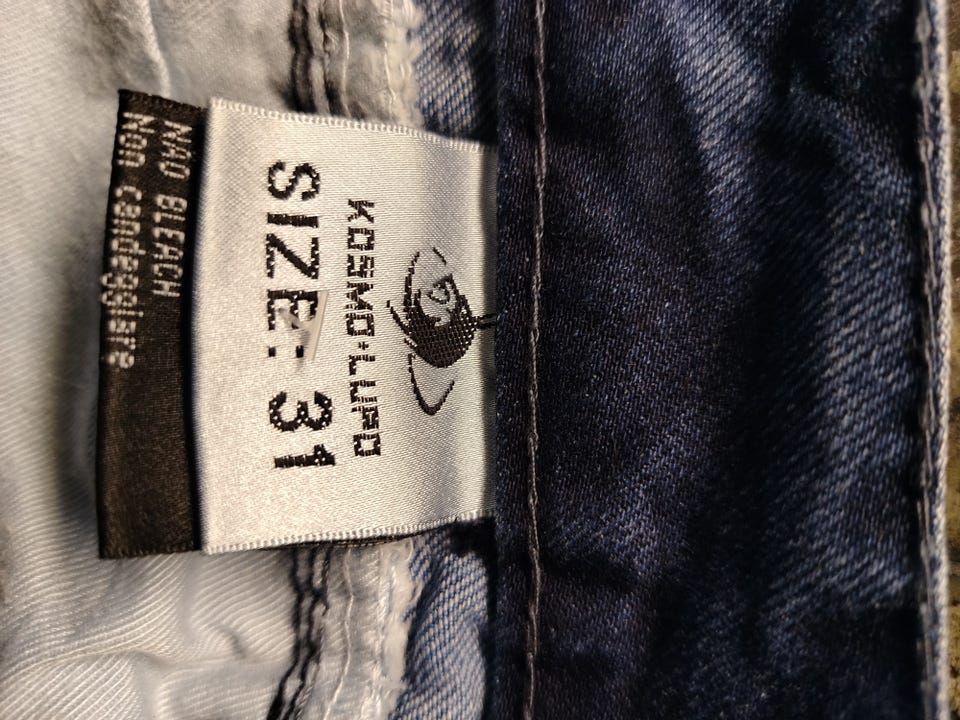 KOSMO+LUPO
SIZE: 31
NAO BLEACH
Non candeggiare